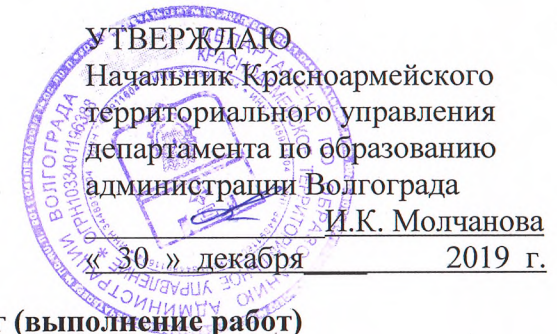 УТВЕРЖДАЮ
Начальник Красноармейского
территориального управления
департамента по образованию
администрации Волгограда
И.К. Молчанова
« 30 » декабря 2019 г.
(выполнение работ)